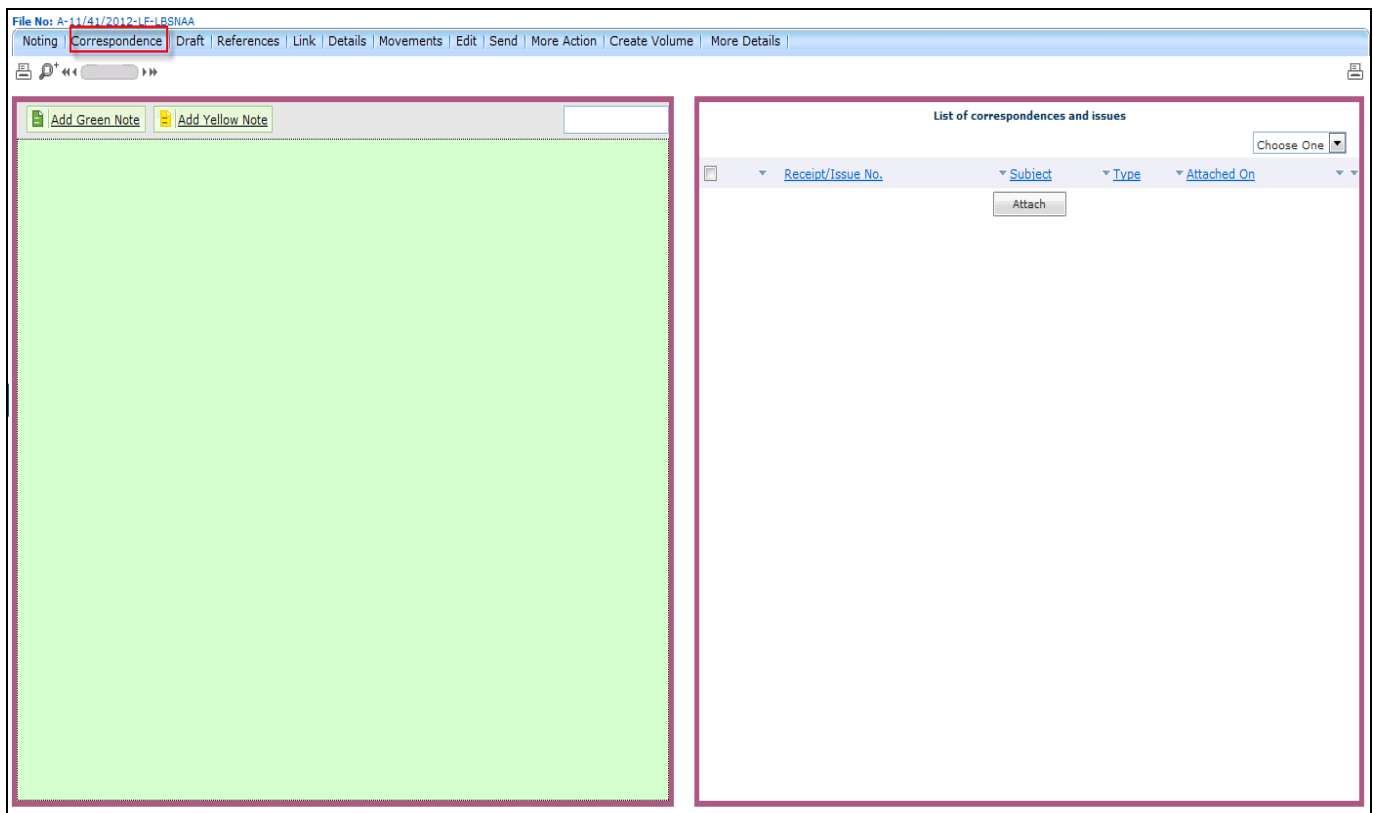 File No: A-11/41/2012-LF-LBSNAA
Noting | Correspondence | Draft | References | Link | Details | Movements | Edit | Send | More Action | Create Volume | More Details |
Add Green Note Add Yellow Note
List of correspondences and issues
Choose One
Receipt/Issue No. Subject Type Attached On
Attach